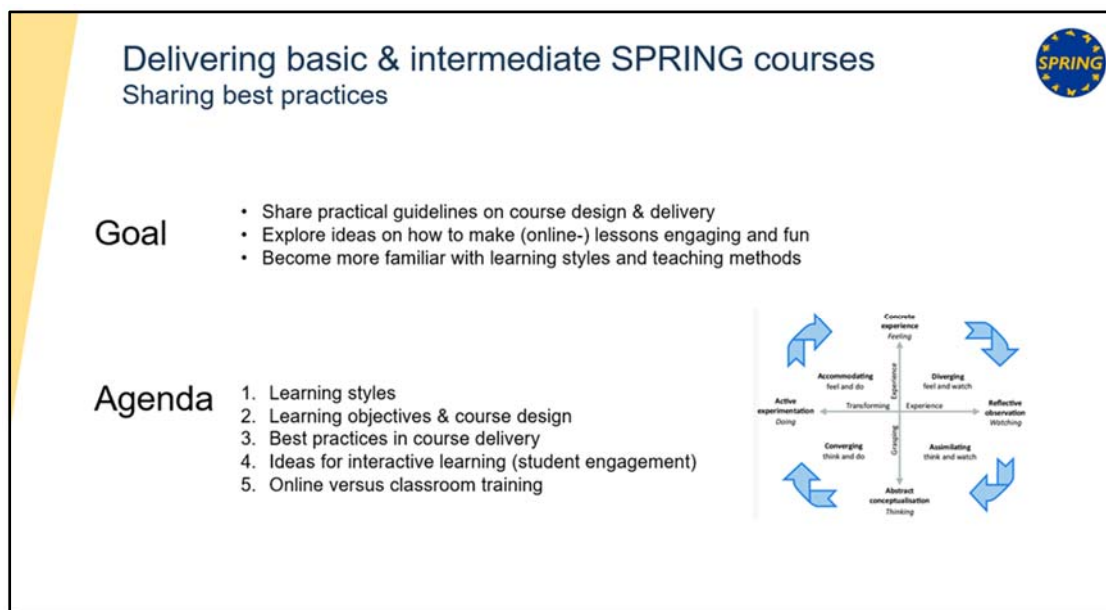 Delivering basic & intermediate SPRING courses
Sharing best practices
SPRING
Goal
• Share practical guidelines on course design & delivery
• Explore ideas on how to make (online-) lessons engaging and fun
• Become more familiar with learning styles and teaching methods
Agenda
1. Learning styles
2. Learning objectives & course design
3. Best practices in course delivery
4. Ideas for interactive learning (student engagement)
5. Online versus classroom training
Concrete
experience
Feeling
Accommodating
feel and do
Experience
Diverging
feel and watch
Active
experimentation
Doing
Transforming
Experience
Reflective
observation
Watching
Converging
think and do
Grasping
Assimilating
think and watch
Abstract
conceptualisation
Thinking